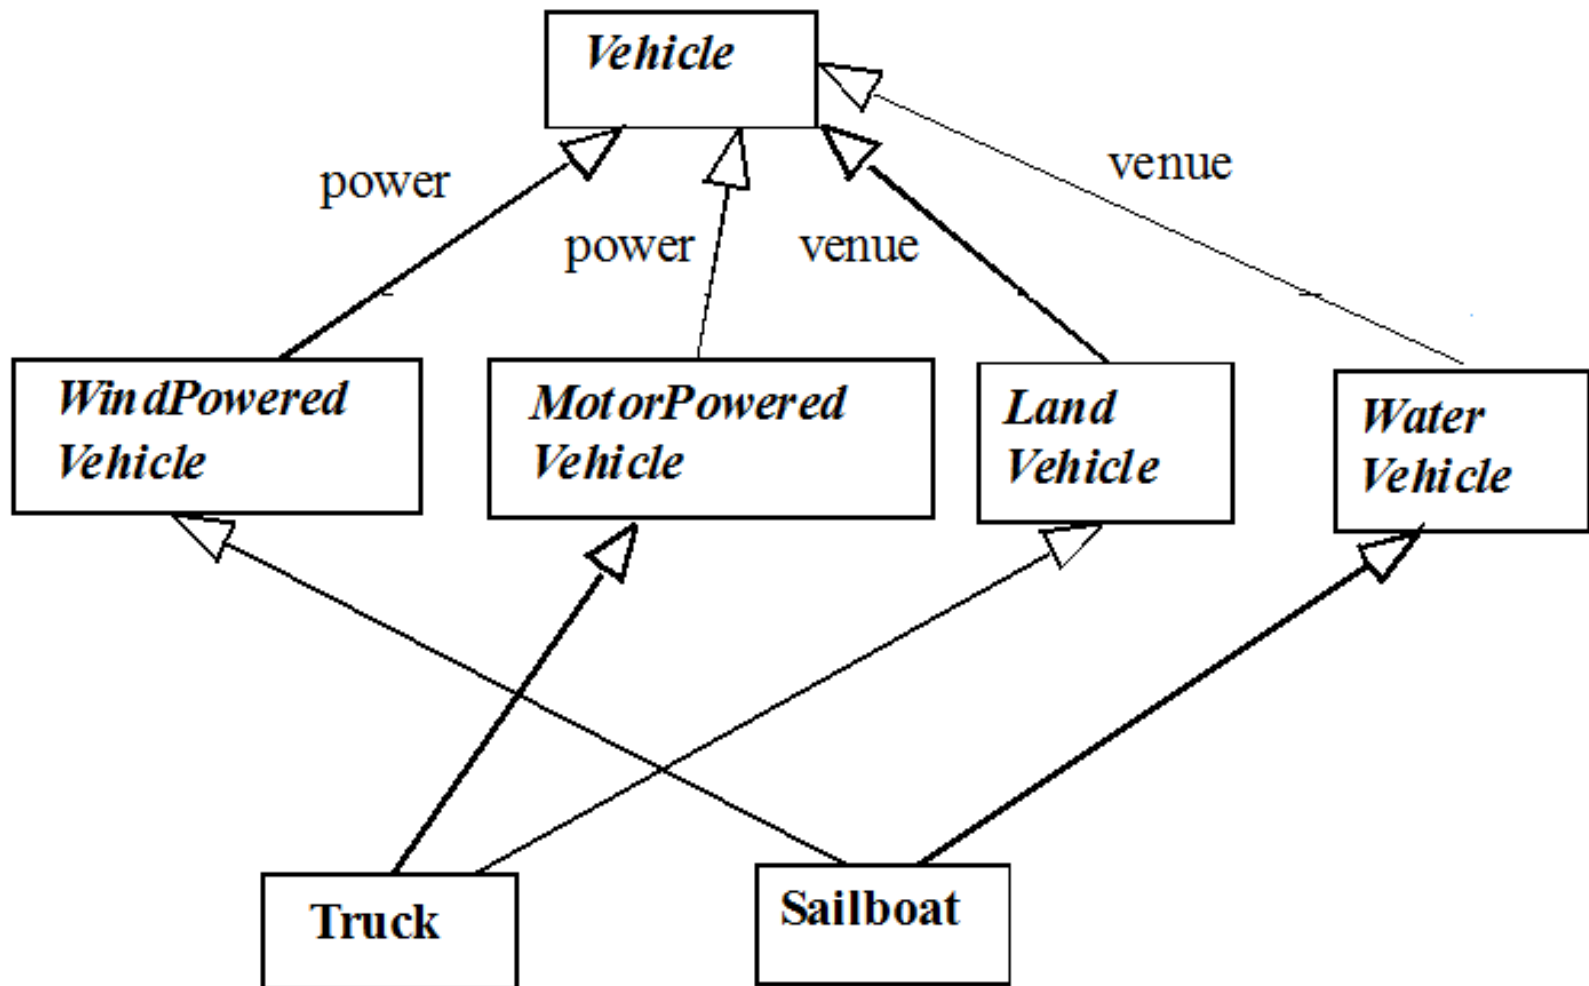 Vehicle
power
venue
power
venue
WindPowered
Vehicle
MotorPowered
Vehicle
Land
Vehicle
Water
Vehicle
Truck
Sailboat